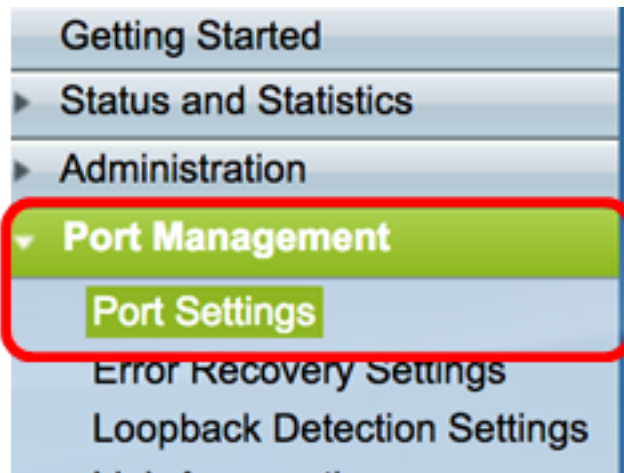 Getting Started
Status and Statistics
Administration
Port Management
Port Settings
Error Recovery Settings
Loopback Detection Settings